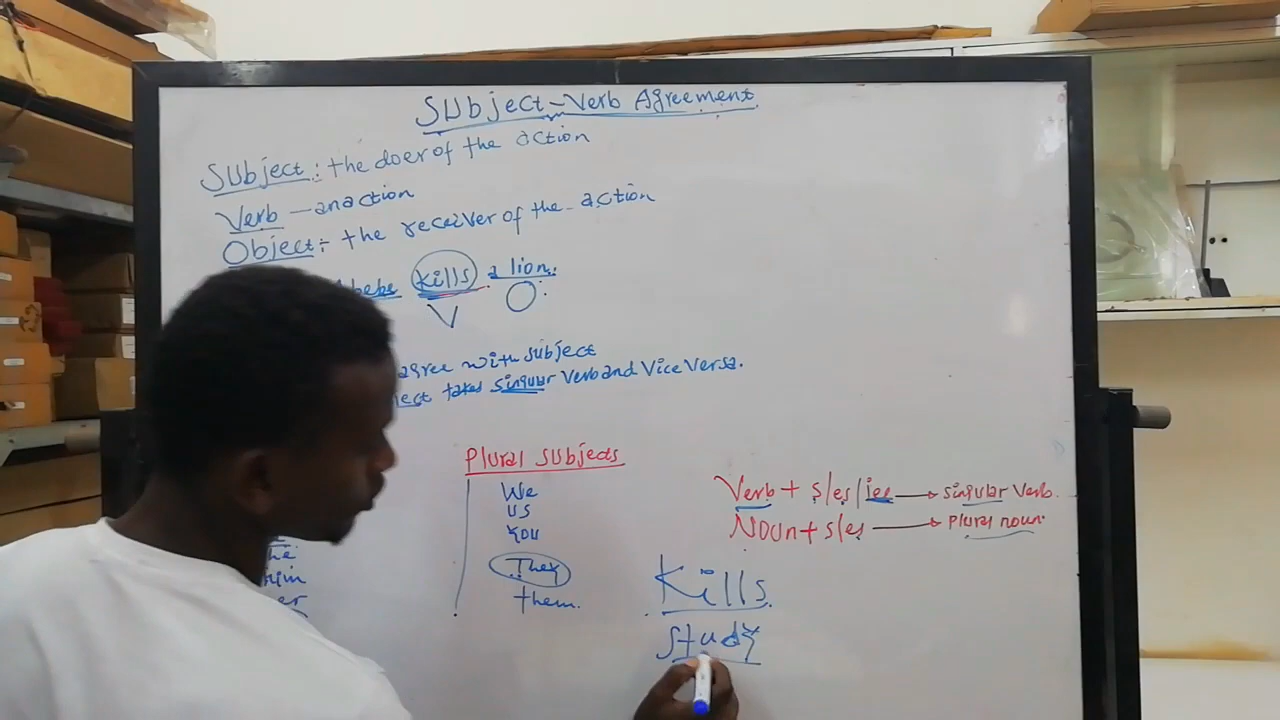 Subject-Verb Agreement
Subject: the doer of the action
Verb - an action
Object: the receiver of the action
kills a lion.
V O
agree with subject
takes singular Verb and Vice Versa.
Plural subjects
We
us
you
They
them.
Verb + s/es/ies → singular Verb.
Noun + s/es → Plural noun.
Kills
study